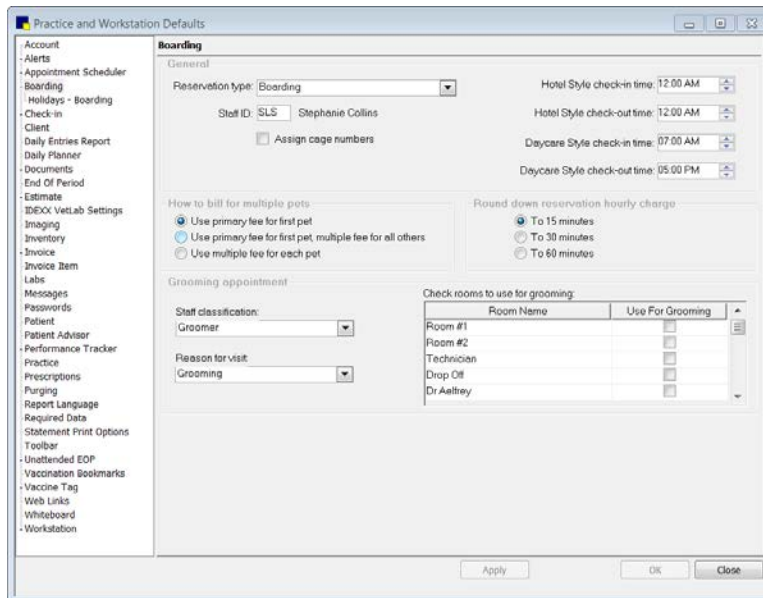 Practice and Workstation Defaults
Account
Alerts
Appointment Scheduler
Boarding
Holidays - Boarding
Check-in
Client
Daily Entries Report
Daily Planner
Documents
End Of Period
Estimate
IDEXX VetLab Settings
Imaging
Inventory
Invoice
Invoice Item
Labs
Messages
Passwords
Patient
Patient Advisor
Performance Tracker
Practice
Prescriptions
Purging
Report Language
Required Data
Statement Print Options
Toolbar
Unattended EOP
Vaccination Bookmarks
Vaccine Tag
Web Links
Whiteboard
Workstation
Boarding
General
Reservation type: Boarding
Staff ID: SLS Stephanie Collins
Assign cage numbers
Hotel Style check-in time: 12:00 AM
Hotel Style check-out time: 12:00 AM
Daycare Style check-in time: 07:00 AM
Daycare Style check-out time: 05:00 PM
How to bill for multiple pets
Use primary fee for first pet
Use primary fee for first pet, multiple fee for all others
Use multiple fee for each pet
Round down reservation hourly charge
To 15 minutes
To 30 minutes
To 60 minutes
Grooming appointment
Staff classification:
Groomer
Reason for visit:
Grooming
Check rooms to use for grooming:
Room Name Use For Grooming
Room #1
Room #2
Technician
Drop Off
Dr Aeltrey
Apply OK Close